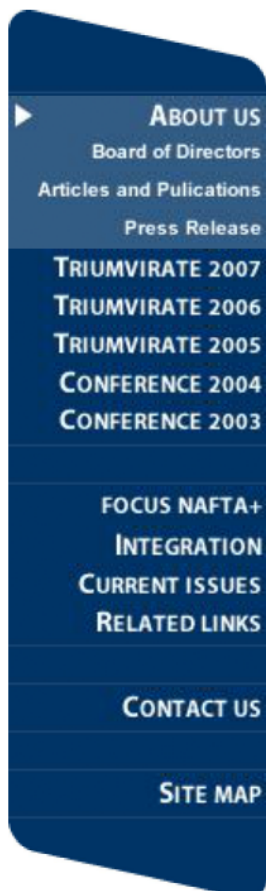 ABOUT US
Board of Directors
Articles and Pulications
Press Release
TRIUMVIRATE 2007
TRIUMVIRATE 2006
TRIUMVIRATE 2005
CONFERENCE 2004
CONFERENCE 2003
FOCUS NAFTA+
INTEGRATION
CURRENT ISSUES
RELATED LINKS
CONTACT US
SITE MAP